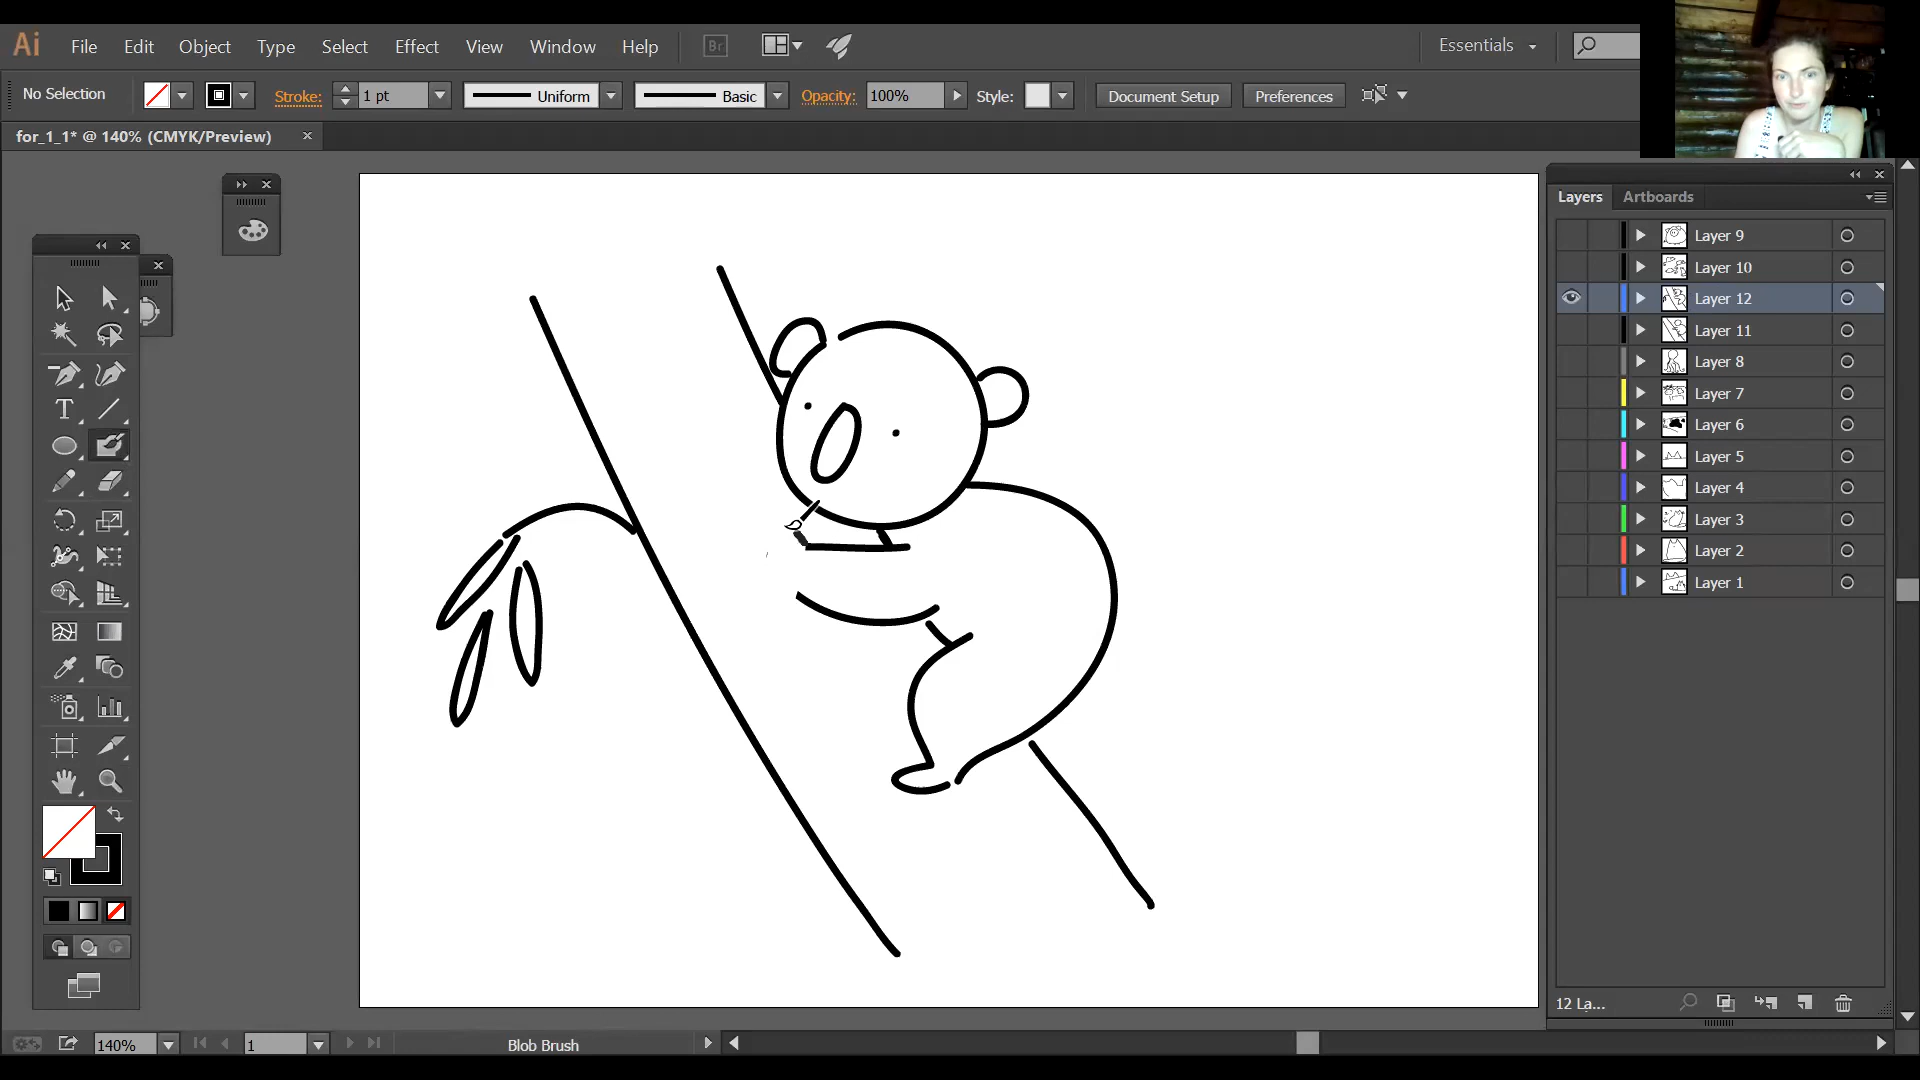 Ai File Edit Object Type Select Effect View Window Help Br Essentials
No Selection Stroke: 1 pt Uniform Basic Opacity: 100% Style: Document Setup Preferences
for_1_1* @ 140% (CMYK/Preview)
Layers Artboards
Layer 9
Layer 10
Layer 12
Layer 11
Layer 8
Layer 7
Layer 6
Layer 5
Layer 4
Layer 3
Layer 2
Layer 1
T
12 La...
140% 1 Blob Brush